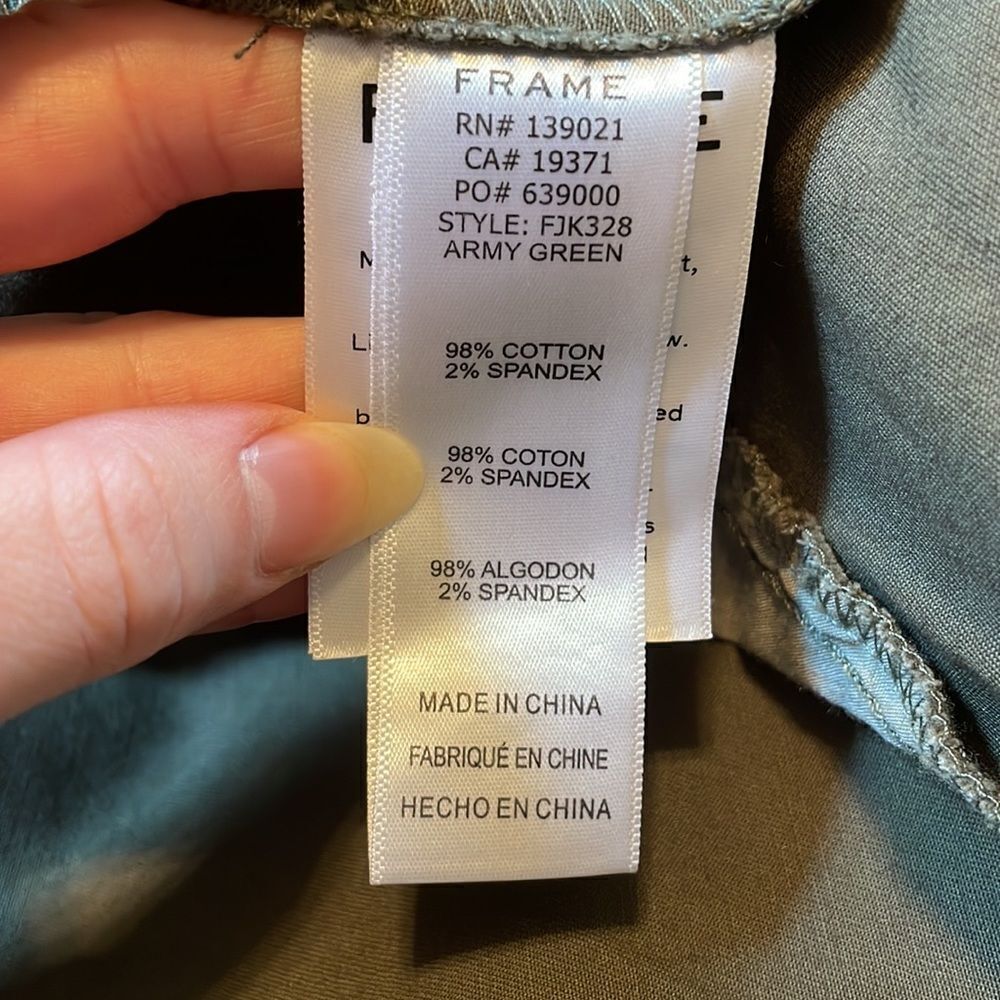 FRAME
RN# 139021
CA# 19371
PO# 639000
STYLE: FJK328
ARMY GREEN
98% COTTON
2% SPANDEX
98% COTON
2% SPANDEX
98% ALGODON
2% SPANDEX
MADE IN CHINA
FABRIQUÉ EN CHINE
HECHO EN CHINA